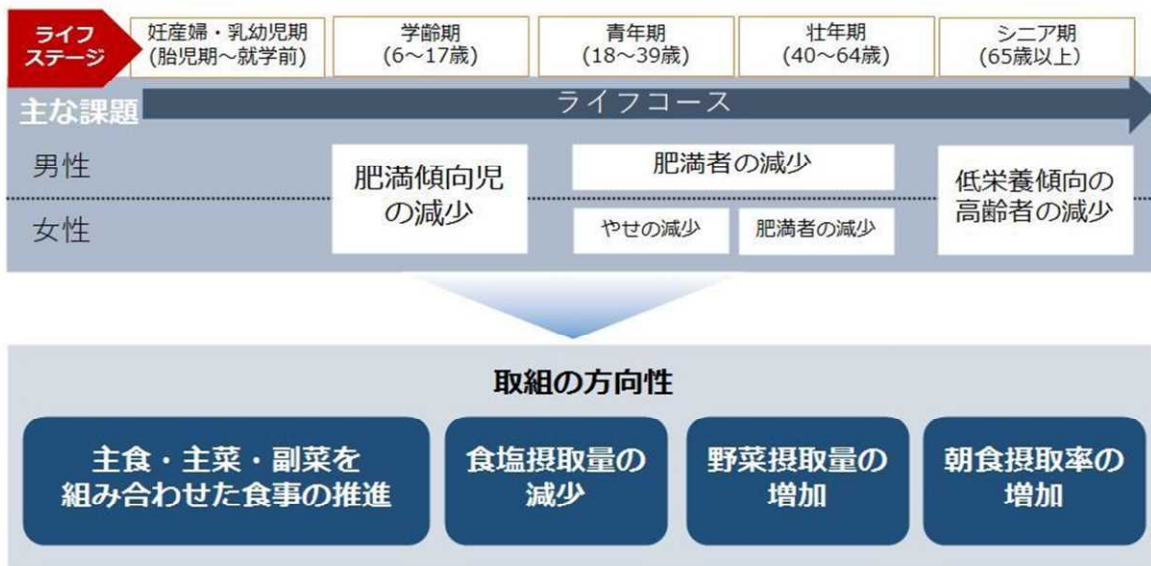 ライフ
ステージ
妊産婦・乳幼児期
(胎児期～就学前)
学齢期
(6～17歳)
青年期
(18～39歳)
壮年期
(40～64歳)
シニア期
(65歳以上)
主な課題
ライフコース
男性
女性
肥満傾向児
の減少
肥満者の減少
やせの減少
肥満者の減少
低栄養傾向の
高齢者の減少
取組の方向性
主食・主菜・副菜を
組み合わせた食事の推進
食塩摂取量の
減少
野菜摂取量の
増加
朝食摂取率の
増加